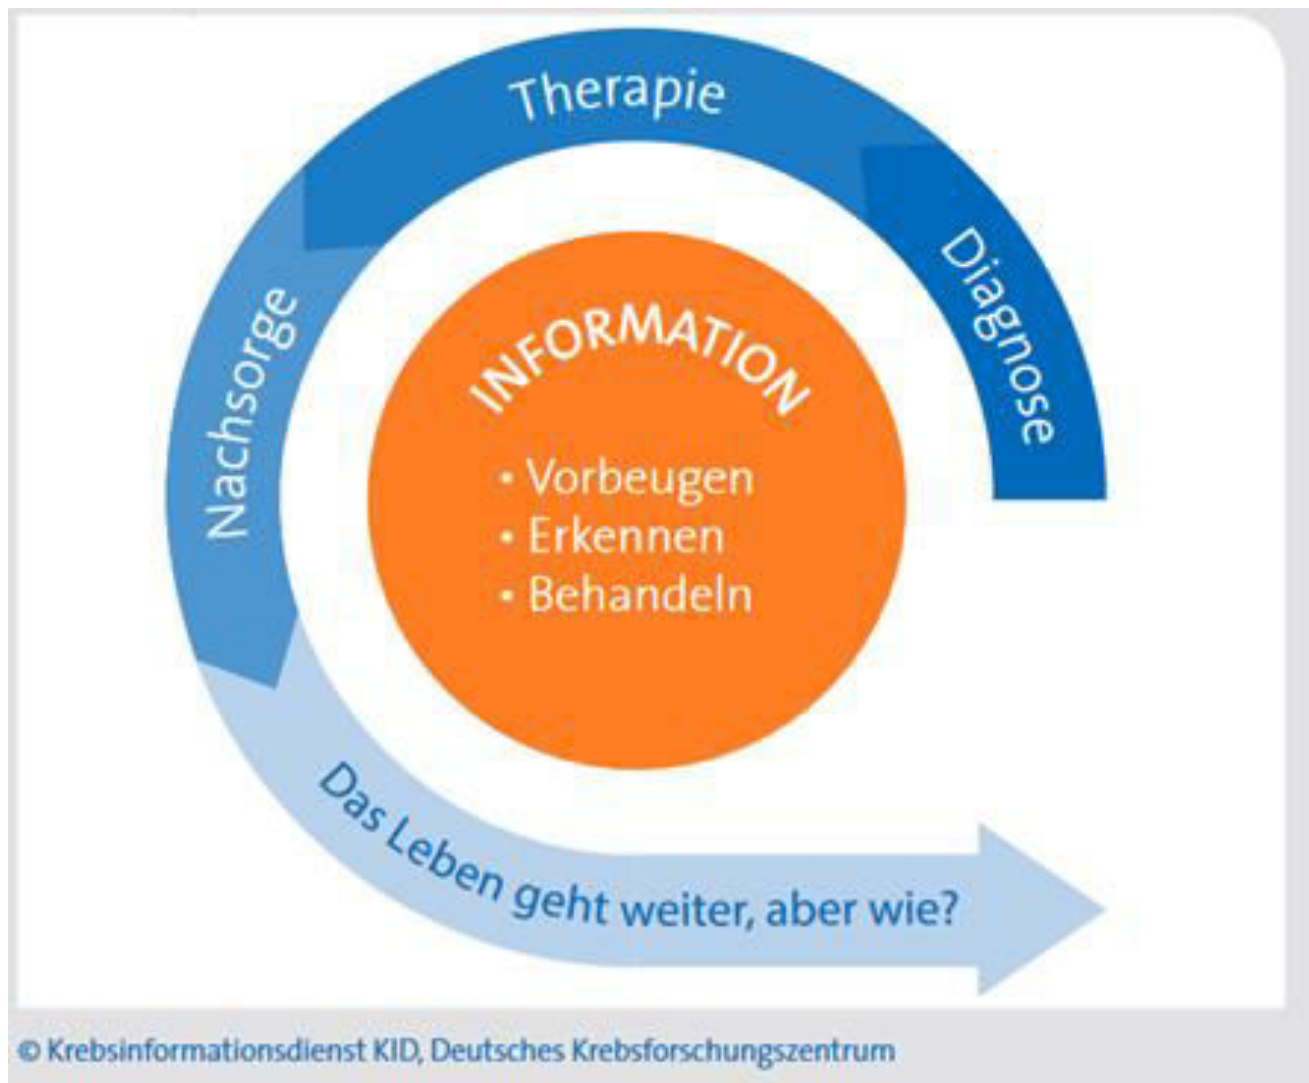 Therapie
Diagnose
Nachsorge
INFORMATION
• Vorbeugen
• Erkennen
• Behandeln
Das Leben geht weiter, aber wie?
© Krebsinformationsdienst KID, Deutsches Krebsforschungszentrum